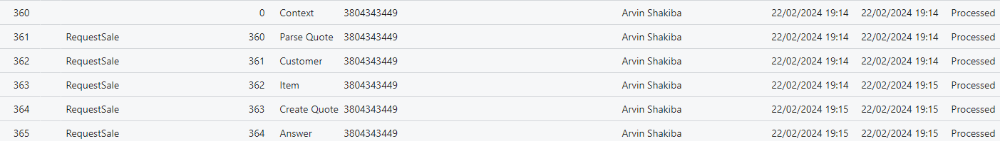 360 0 Context 3804343449 Arvin Shakiba 22/02/2024 19:14 22/02/2024 19:14 Processed
361 RequestSale 360 Parse Quote 3804343449 Arvin Shakiba 22/02/2024 19:14 22/02/2024 19:14 Processed
362 RequestSale 361 Customer 3804343449 Arvin Shakiba 22/02/2024 19:14 22/02/2024 19:14 Processed
363 RequestSale 362 Item 3804343449 Arvin Shakiba 22/02/2024 19:14 22/02/2024 19:15 Processed
364 RequestSale 363 Create Quote 3804343449 Arvin Shakiba 22/02/2024 19:15 22/02/2024 19:15 Processed
365 RequestSale 364 Answer 3804343449 Arvin Shakiba 22/02/2024 19:15 22/02/2024 19:15 Processed